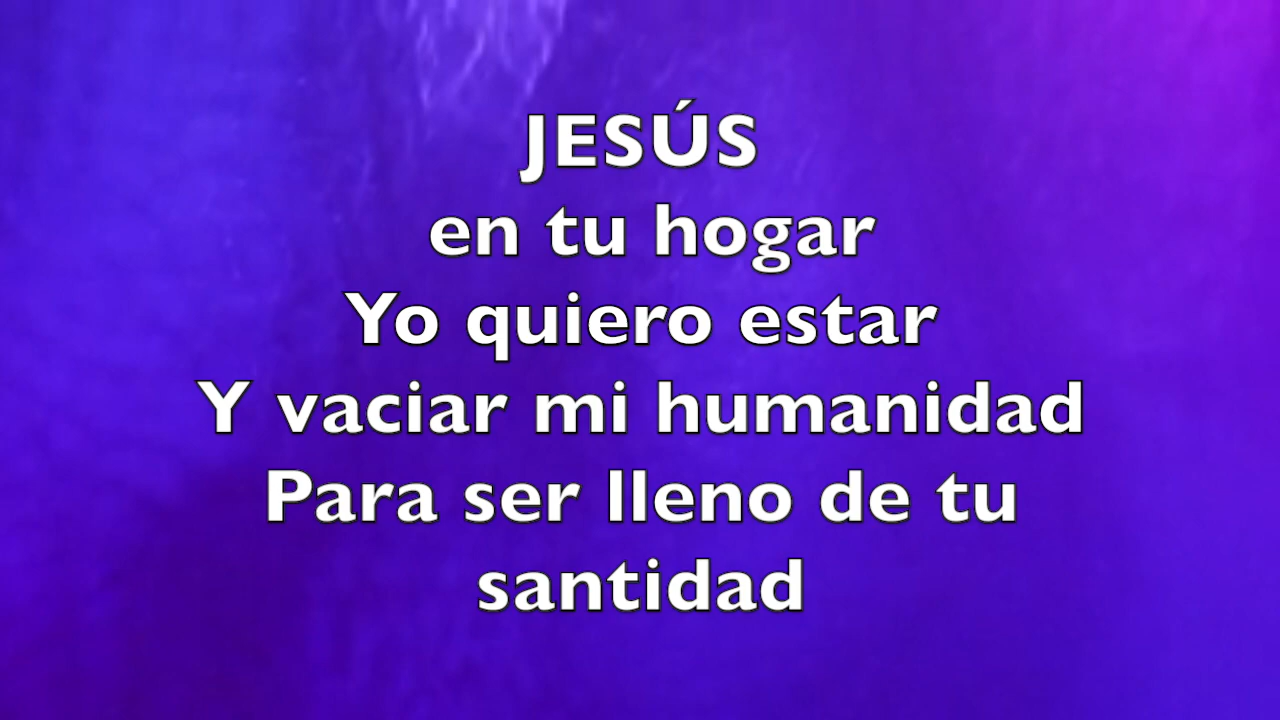 JESÚS
en tu hogar
Yo quiero estar
Y vaciar mi humanidad
Para ser lleno de tu
santidad